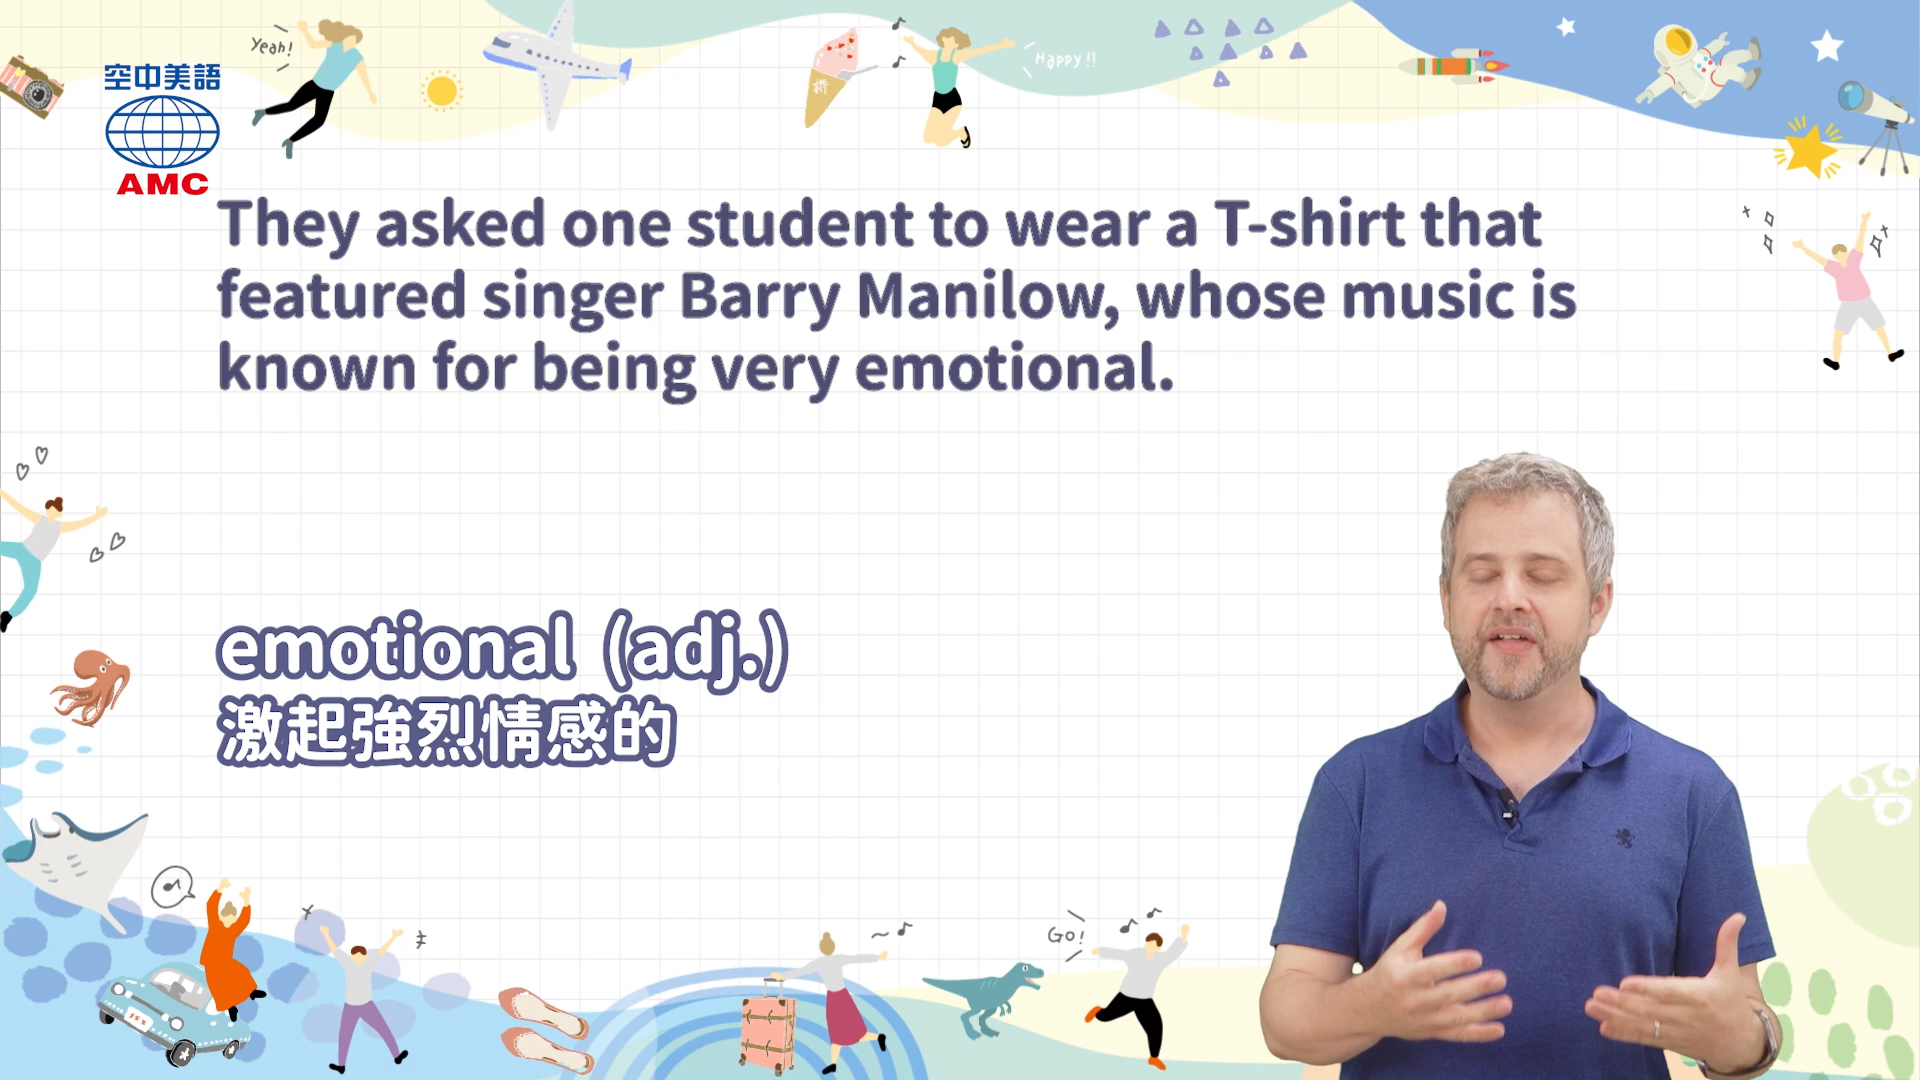 Yeah!
Happy!!
空中美語
AMC
They asked one student to wear a T-shirt that
featured singer Barry Manilow, whose music is
known for being very emotional.
emotional (adj.)
激起強烈情感的
Go!